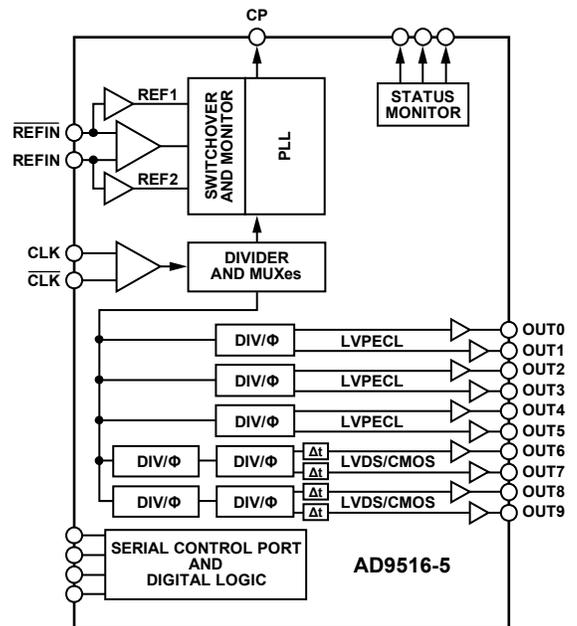 CP
REF1
REFIN
REFIN
REF2
SWITCHOVER
AND MONITOR
PLL
STATUS
MONITOR
CLK
CLK
DIVIDER
AND MUXes
DIV/Φ
LVPECL
OUT0
OUT1
DIV/Φ
LVPECL
OUT2
OUT3
DIV/Φ
LVPECL
OUT4
OUT5
DIV/Φ
DIV/Φ
Δt
Δt
LVDS/CMOS
OUT6
OUT7
DIV/Φ
DIV/Φ
Δt
Δt
LVDS/CMOS
OUT8
OUT9
SERIAL CONTROL PORT
AND
DIGITAL LOGIC
AD9516-5